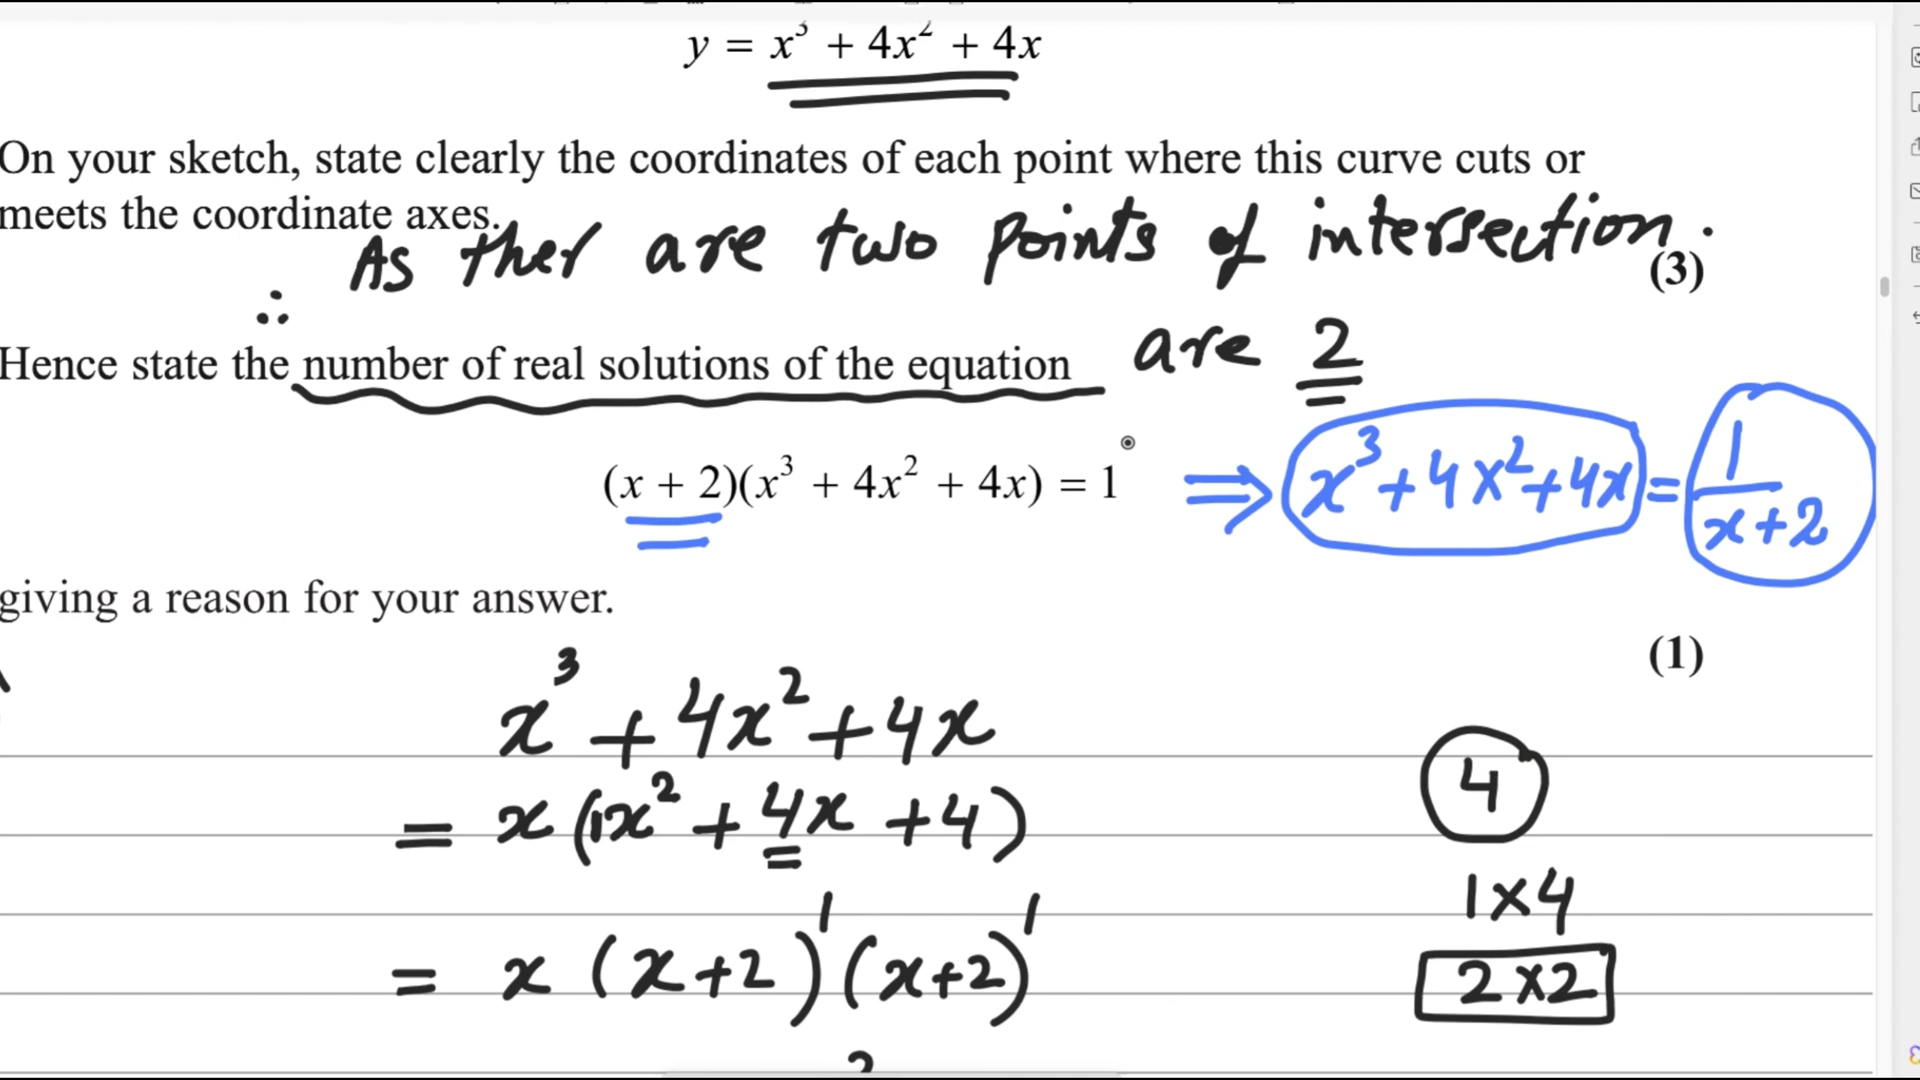 y = x³ + 4x² + 4x
On your sketch, state clearly the coordinates of each point where this curve cuts or
meets the coordinate axes.
As ther are two points of intersection.
(3)
∴
Hence state the number of real solutions of the equation are 2
(x + 2)(x³ + 4x² + 4x) = 1 ⇒ x³ + 4x² + 4x = 1/(x+2)
giving a reason for your answer.
(1)
x³ + 4x² + 4x
= x (1x² + 4x + 4)
4
1×4
= x (x+2)¹(x+2)¹
2×2